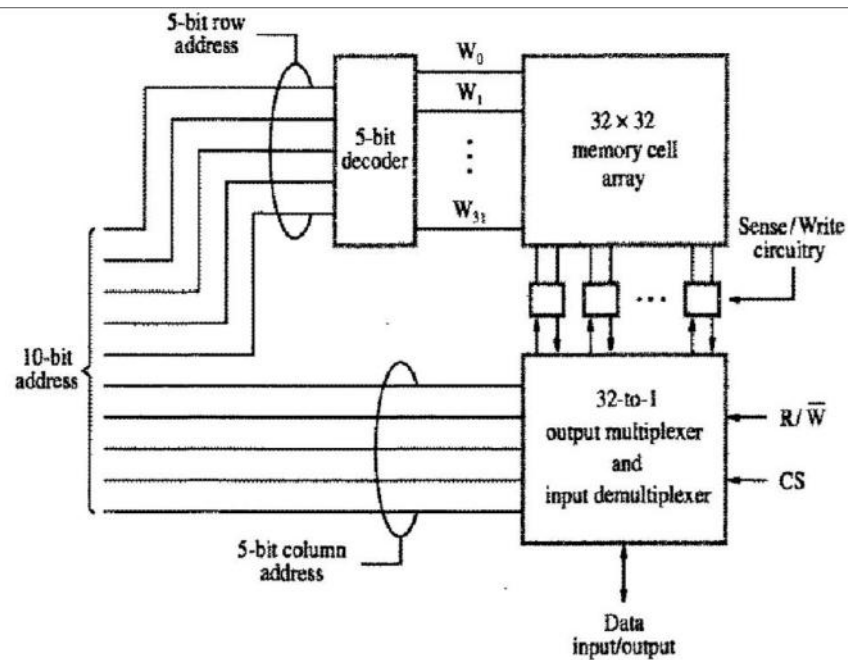 5-bit row
address
W0
W1
5-bit
decoder
W31
32 × 32
memory cell
array
Sense/Write
circuitry
...
10-bit
address
32-to-1
output multiplexer
and
input demultiplexer
R/W̅
CS
5-bit column
address
Data
input/output